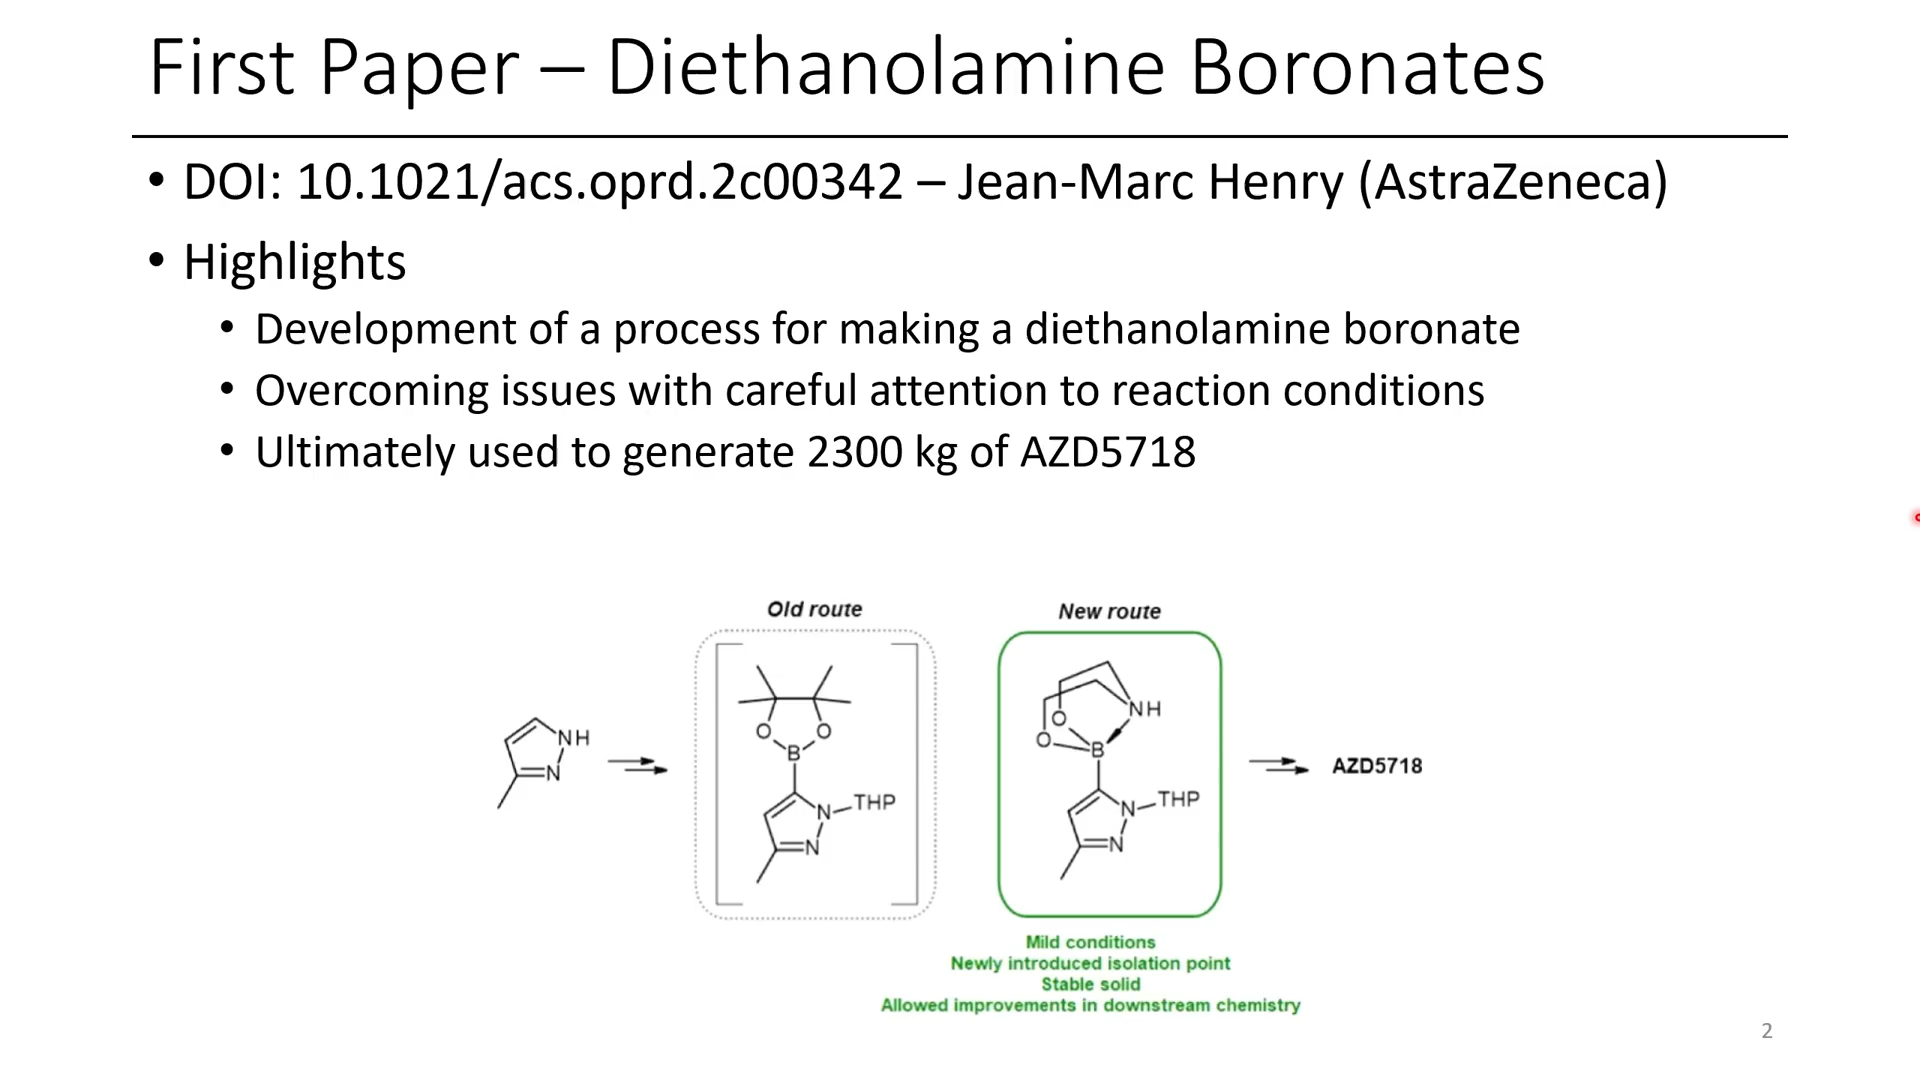 First Paper – Diethanolamine Boronates
• DOI: 10.1021/acs.oprd.2c00342 – Jean-Marc Henry (AstraZeneca)
• Highlights
• Development of a process for making a diethanolamine boronate
• Overcoming issues with careful attention to reaction conditions
• Ultimately used to generate 2300 kg of AZD5718
Old route
New route
NH
N
O
O
B
N
THP
N
O
O
NH
B
N
THP
N
AZD5718
Mild conditions
Newly introduced isolation point
Stable solid
Allowed improvements in downstream chemistry
2